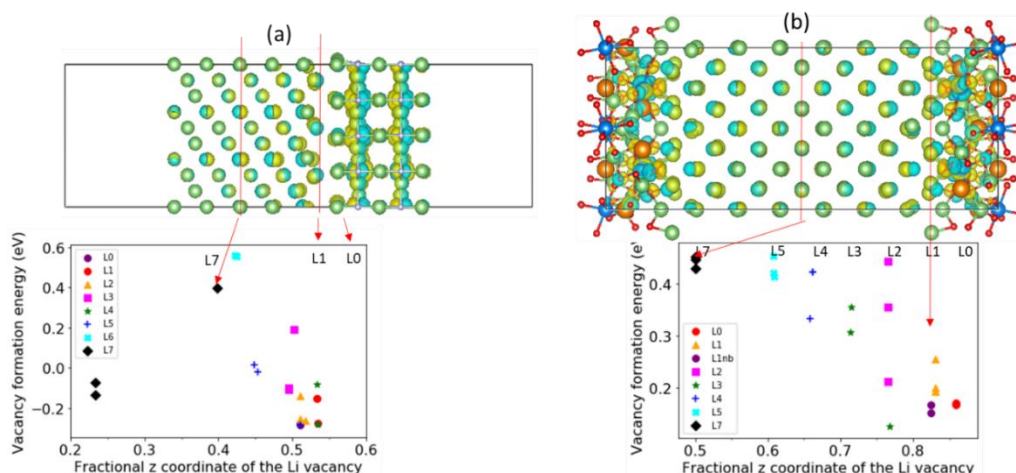 (a)
(b)
Vacancy formation energy (eV)
0.6
0.4
0.2
0.0
−0.2
−0.4
L0
L1
L2
L3
L4
L5
L6
L7
L7
L1
L0
0.2
0.3
0.4
0.5
0.6
Fractional z coordinate of the Li vacancy
Vacancy formation energy (e
0.4
0.3
0.2
L7
L5
L4
L3
L2
L1
L0
L0
L1
L1nb
L2
L3
L4
L5
L7
0.5
0.6
0.7
0.8
Fractional z coordinate of the Li vacancy